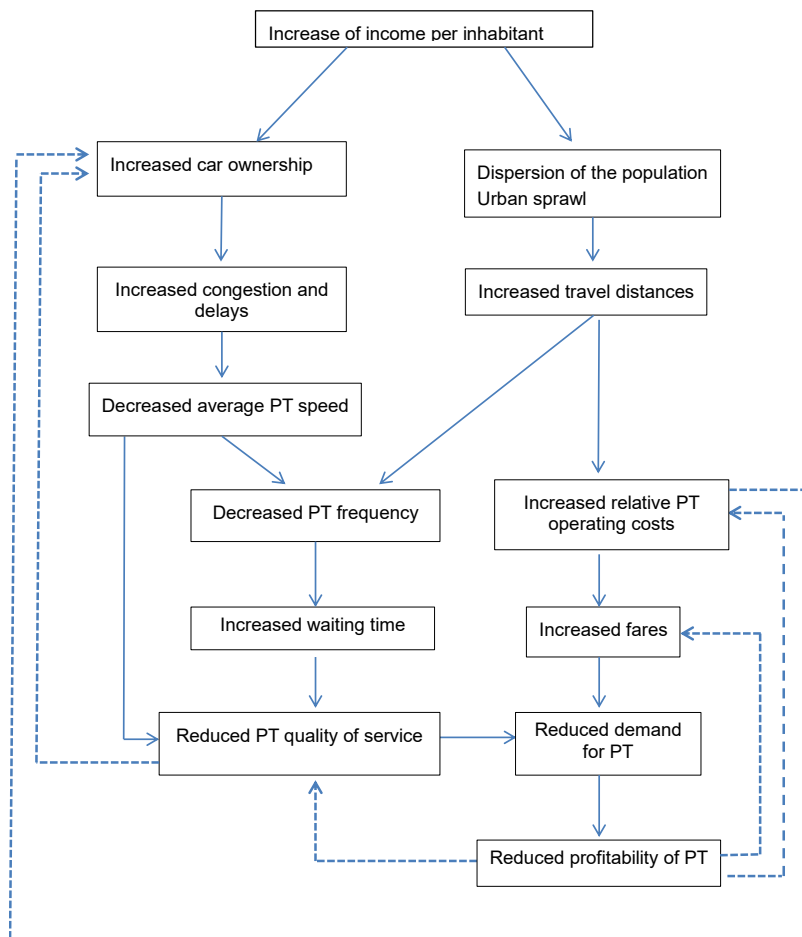 Increase of income per inhabitant
Increased car ownership
Dispersion of the population
Urban sprawl
Increased congestion and
delays
Increased travel distances
Decreased average PT speed
Decreased PT frequency
Increased relative PT
operating costs
Increased waiting time
Increased fares
Reduced PT quality of service
Reduced demand
for PT
Reduced profitability of PT